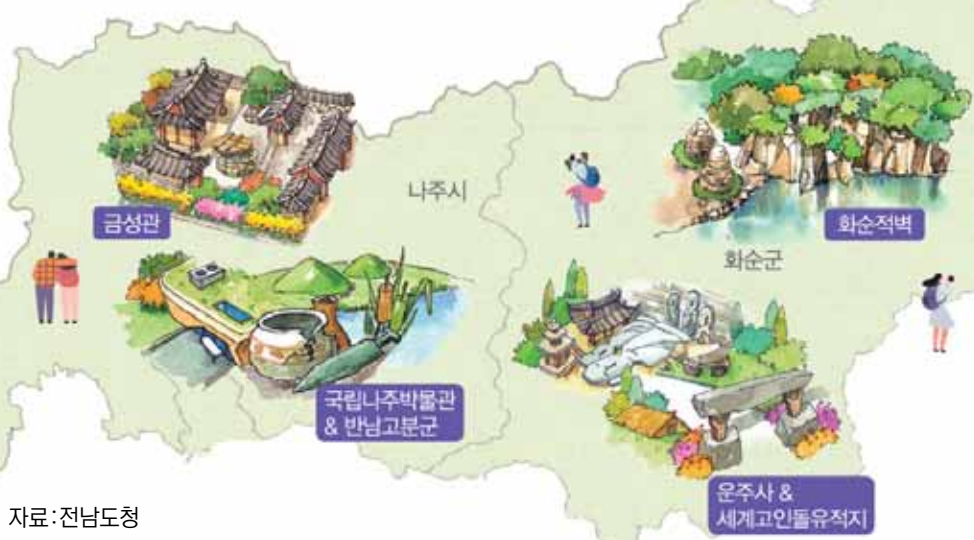 나주시
금성관
화순적벽
화순군
국립나주박물관
& 반남고분군
운주사 &
세계고인돌유적지
자료:전남도청